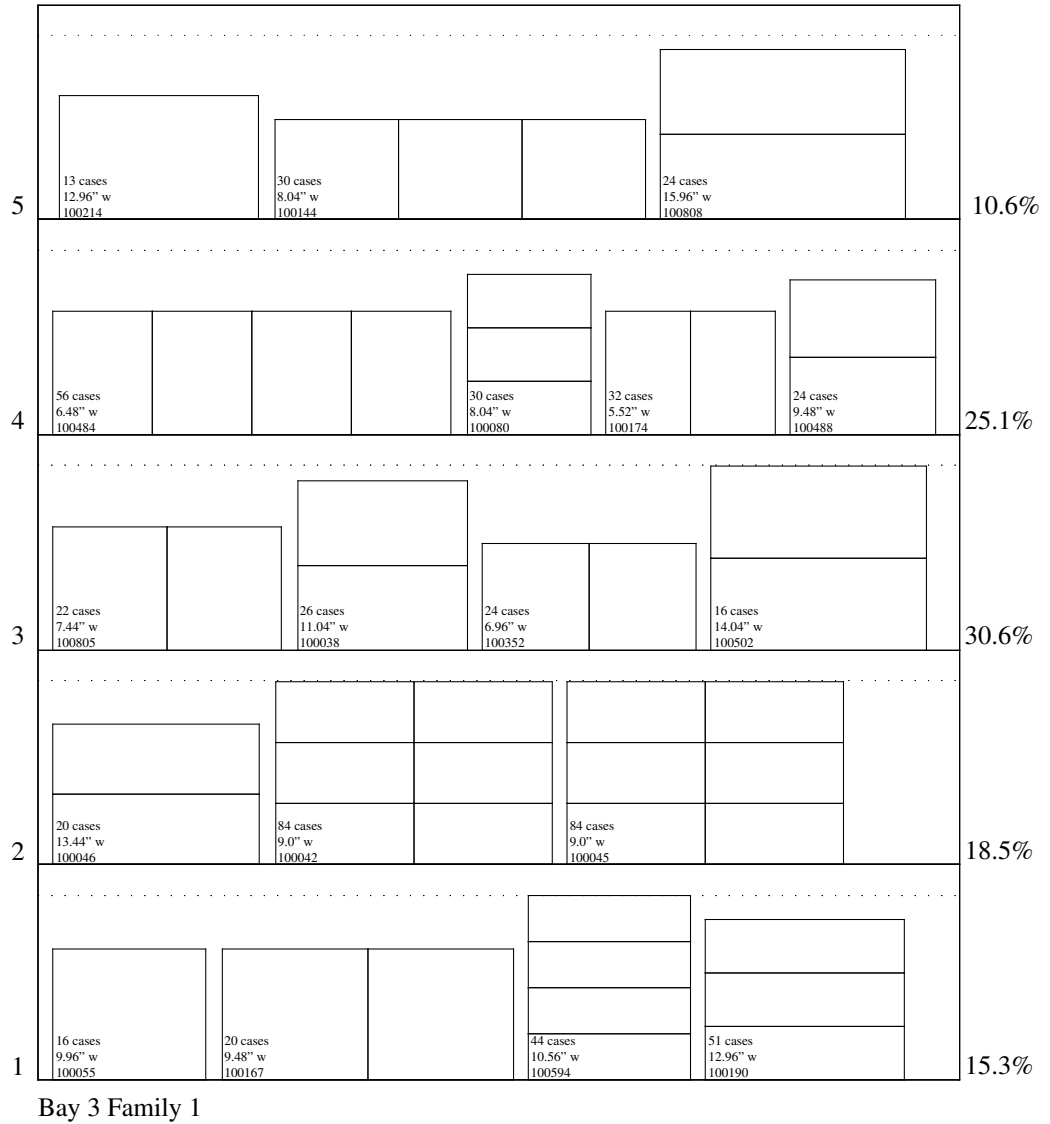 13 cases
12.96” w
100214
30 cases
8.04” w
100144
24 cases
15.96” w
100808
5
10.6%
56 cases
6.48” w
100484
30 cases
8.04” w
100080
32 cases
5.52” w
100174
24 cases
9.48” w
100488
4
25.1%
22 cases
7.44” w
100805
26 cases
11.04” w
100038
24 cases
6.96” w
100352
16 cases
14.04” w
100502
3
30.6%
20 cases
13.44” w
100046
84 cases
9.0” w
100042
84 cases
9.0” w
100045
2
18.5%
16 cases
9.96” w
100055
20 cases
9.48” w
100167
44 cases
10.56” w
100594
51 cases
12.96” w
100190
1
15.3%
Bay 3 Family 1